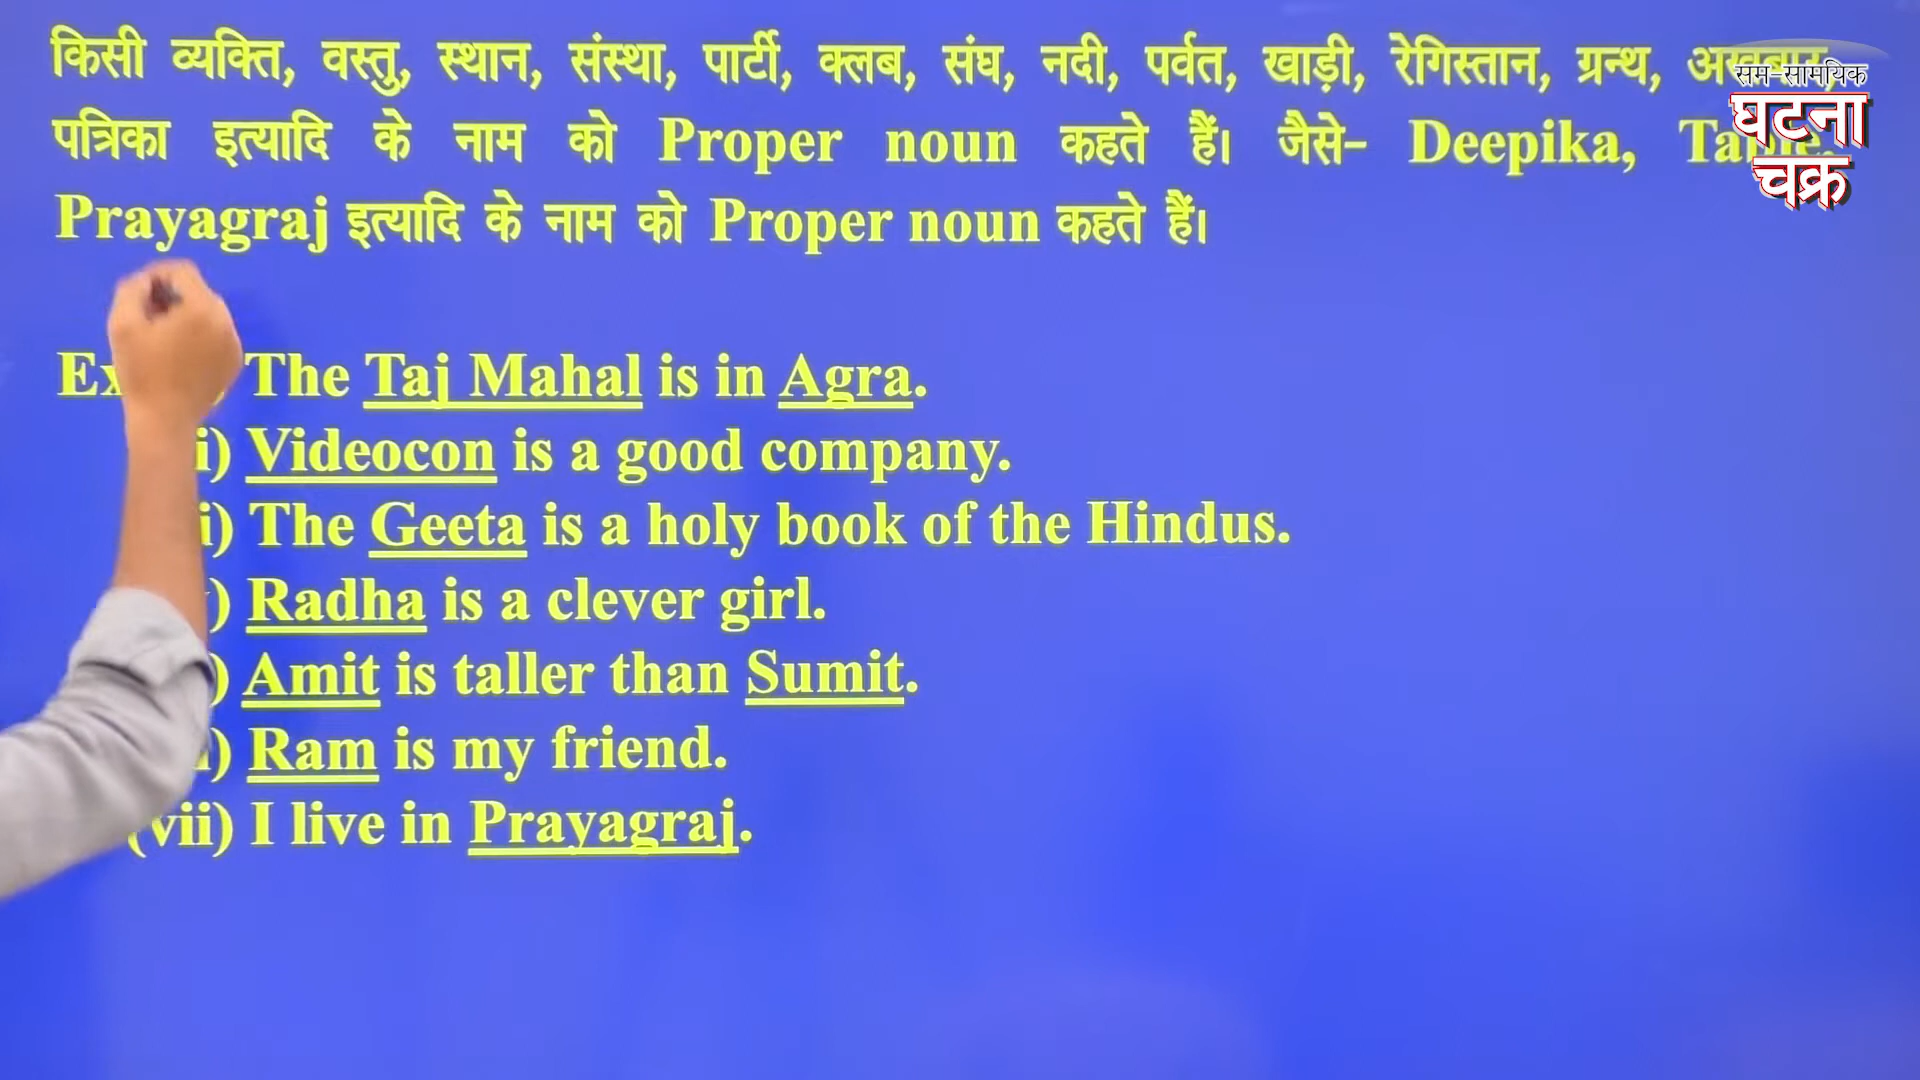 किसी व्यक्ति, वस्तु, स्थान, संस्था, पार्टी, क्लब, संघ, नदी, पर्वत, खाड़ी, रेगिस्तान, ग्रन्थ, अखबार,
पत्रिका इत्यादि के नाम को Proper noun कहते हैं। जैसे- Deepika, Table,
Prayagraj इत्यादि के नाम को Proper noun कहते हैं।
सम-सामयिक
घटना
चक्र
The Taj Mahal is in Agra.
Videocon is a good company.
The Geeta is a holy book of the Hindus.
Radha is a clever girl.
Amit is taller than Sumit.
Ram is my friend.
(vii) I live in Prayagraj.